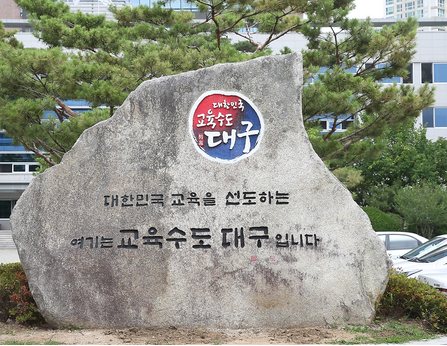 대한민국
교육수도
대구
대한민국 교육을 선도하는
여기는 교육수도 대구입니다